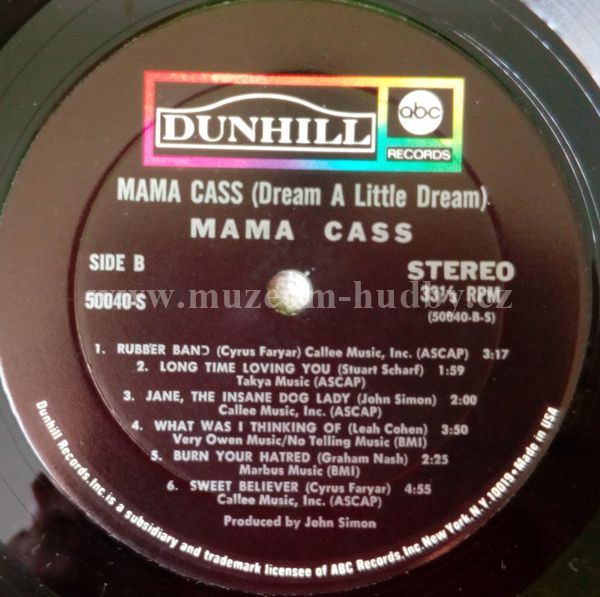 DUNHILL
abc
RECORDS
MAMA CASS (Dream A Little Dream)
MAMA CASS
SIDE B
STEREO
50040-S
33⅓ RPM
(50040-B-S)
www.muzeum-hudby.cz
1. RUBBER BAND (Cyrus Faryar) Callee Music, Inc. (ASCAP) 3:17
2. LONG TIME LOVING YOU (Stuart Scharf) 1:59
Takya Music (ASCAP)
3. JANE, THE INSANE DOG LADY (John Simon) 2:00
Callee Music, Inc. (ASCAP)
4. WHAT WAS I THINKING OF (Leah Cohen) 3:50
Very Owen Music/No Telling Music (BMI)
5. BURN YOUR HATRED (Graham Nash) 2:25
Marbus Music (BMI)
6. SWEET BELIEVER (Cyrus Faryar) 4:55
Callee Music, Inc. (ASCAP)
Produced by John Simon
Dunhill Records, Inc. is a subsidiary and trademark licensee of ABC Records, Inc. New York, N.Y. 10019 • Made in USA